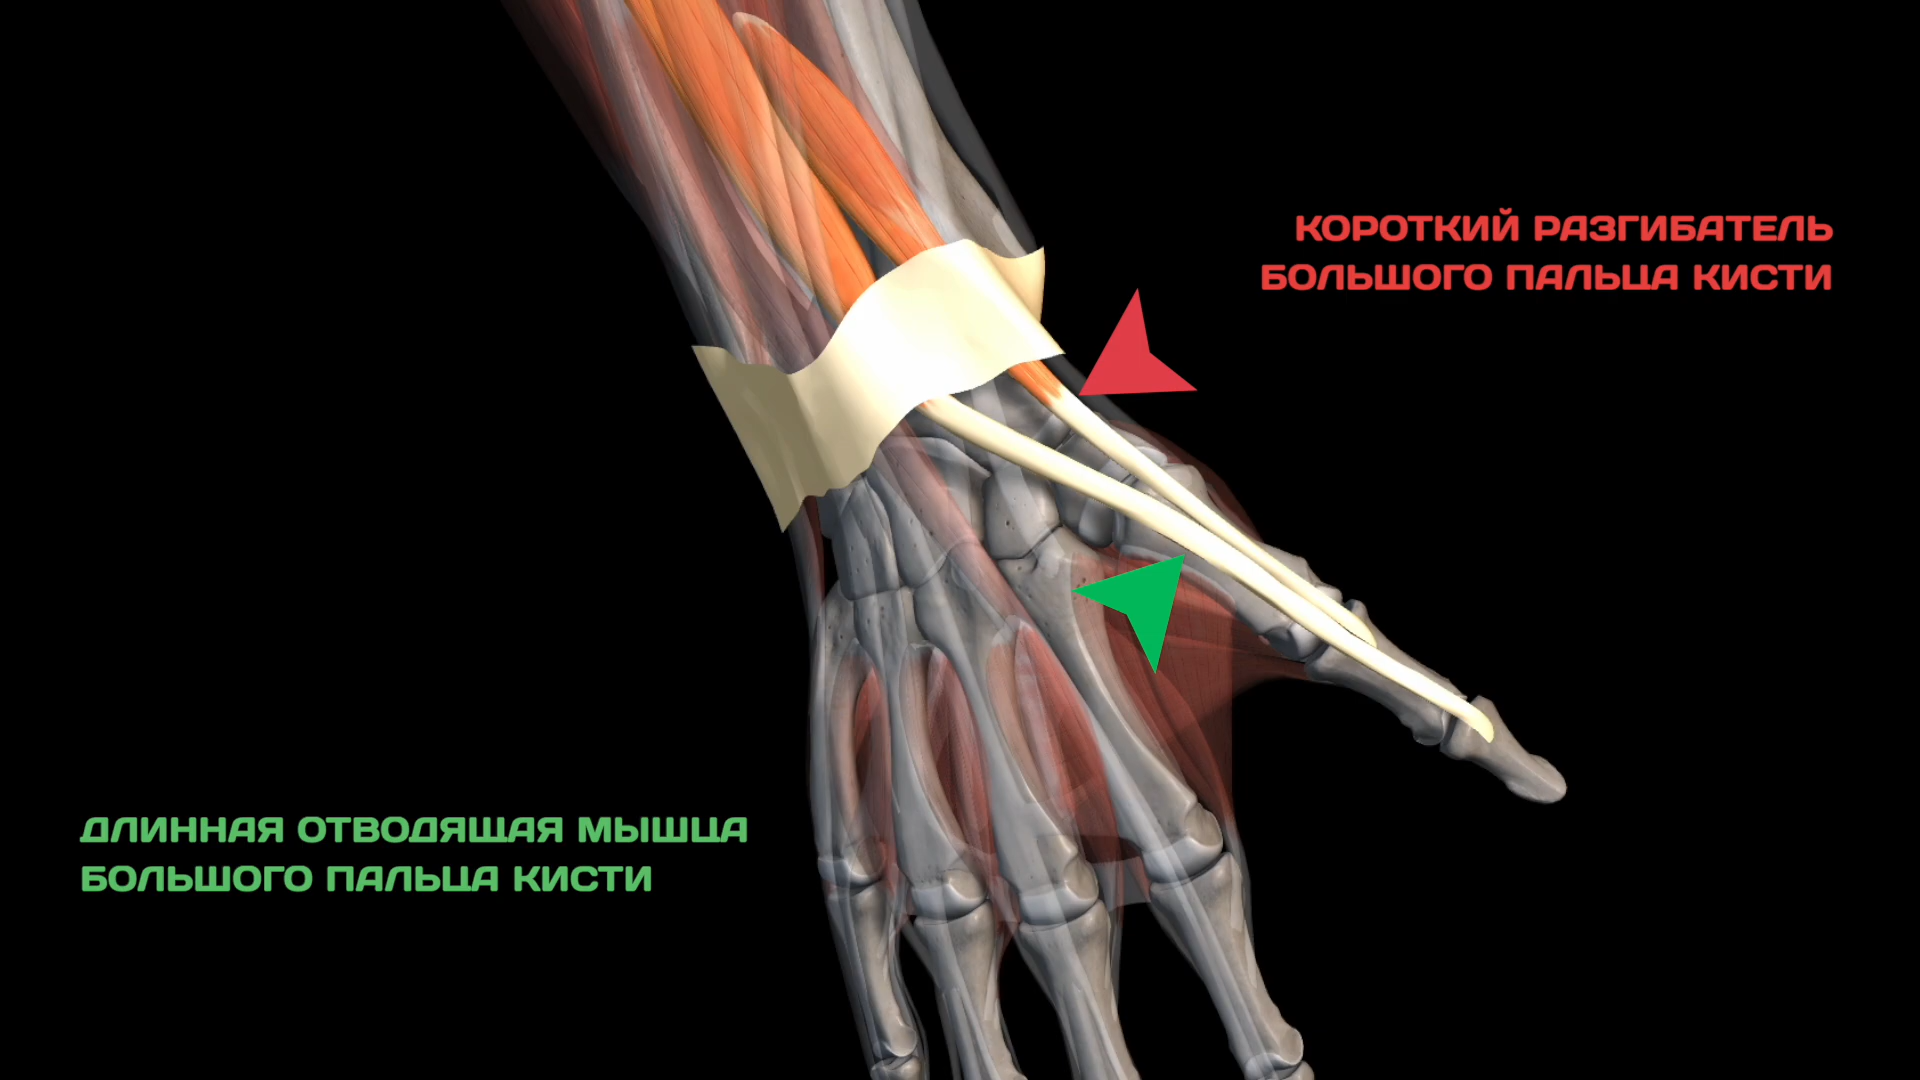 КОРОТКИЙ РАЗГИБАТЕЛЬ
БОЛЬШОГО ПАЛЬЦА КИСТИ
ДЛИННАЯ ОТВОДЯЩАЯ МЫШЦА
БОЛЬШОГО ПАЛЬЦА КИСТИ